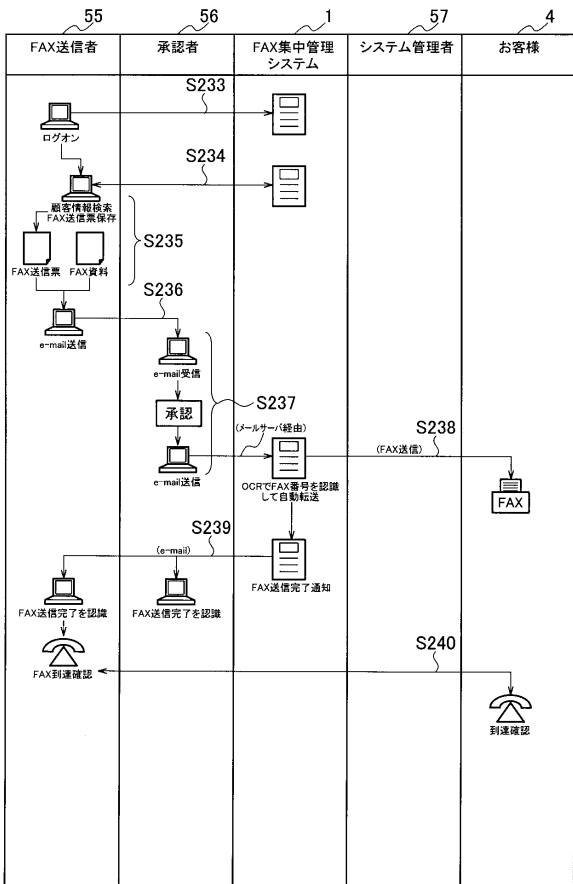 55
56
1
57
4
FAX送信者
承認者
FAX集中管理
システム
システム管理者
お客様
S233
ログオン
S234
顧客情報検索
FAX送信票保存
S235
FAX送信票
FAX資料
S236
e-mail送信
e-mail受信
S237
承認
(メールサーバ経由)
S238
(FAX送信)
e-mail送信
OCRでFAX番号を認識
して自動転送
FAX
S239
(e-mail)
FAX送信完了通知
FAX送信完了を認識
FAX送信完了を認識
S240
FAX到達確認
到達確認